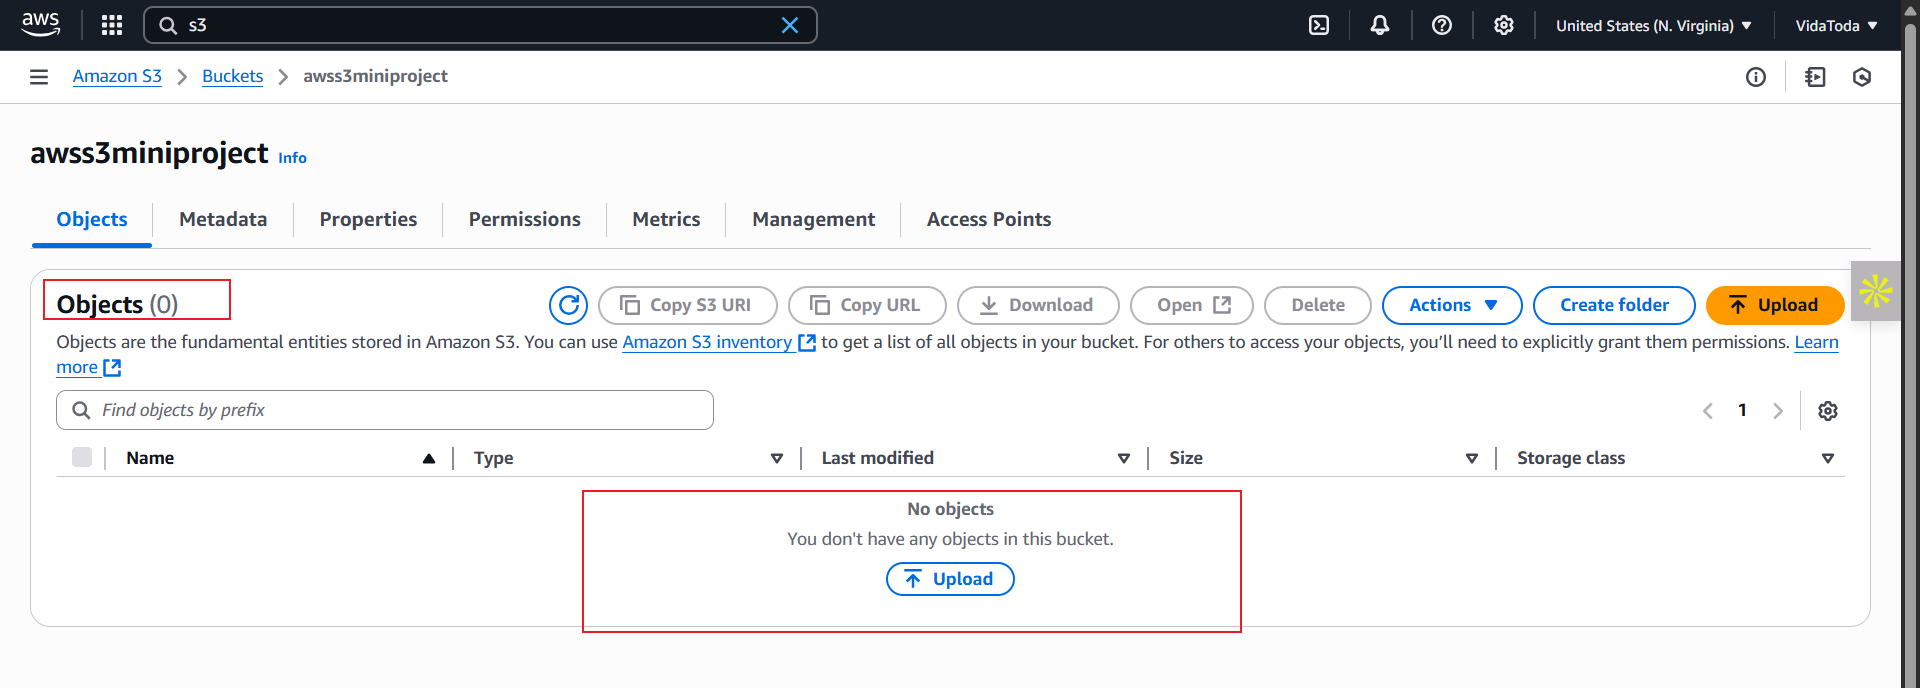 aws
s3
United States (N. Virginia)
VidaToda
Amazon S3 > Buckets > awss3miniproject
awss3miniproject Info
Objects Metadata Properties Permissions Metrics Management Access Points
Objects (0)
Copy S3 URI Copy URL Download Open Delete Actions Create folder Upload
Objects are the fundamental entities stored in Amazon S3. You can use Amazon S3 inventory to get a list of all objects in your bucket. For others to access your objects, you’ll need to explicitly grant them permissions. Learn
more
Find objects by prefix
1
Name Type Last modified Size Storage class
No objects
You don't have any objects in this bucket.
Upload